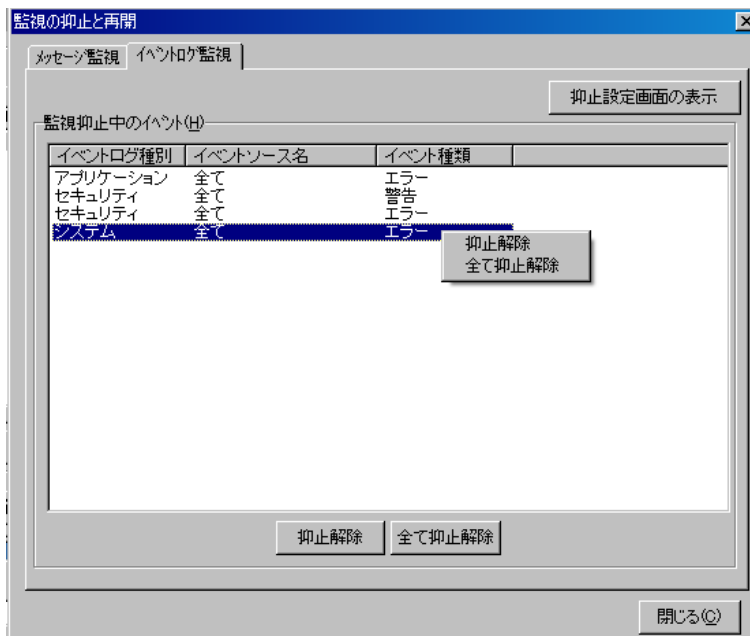 監視の抑止と再開
メッセージ監視 イベントログ監視
抑止設定画面の表示
監視抑止中のイベント(H)
イベントログ種別 イベントソース名 イベント種類
アプリケーション 全て エラー
セキュリティ 全て 警告
セキュリティ 全て エラー
システム 全て エラー
抑止解除
全て抑止解除
抑止解除 全て抑止解除
閉じる(C)